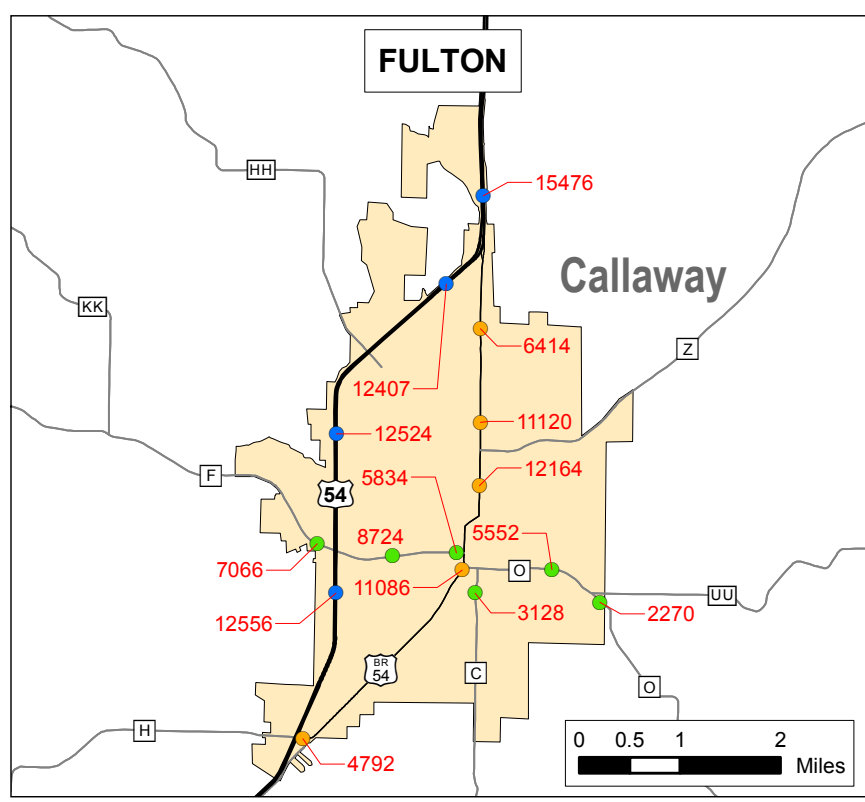 FULTON
15476
HH
Callaway
KK
6414
Z
12407
11120
12524
12164
F
5834
54
8724
5552
7066
11086
O
UU
12556
3128
2270
BR
54
C
O
H
4792
0 0.5 1 2
Miles